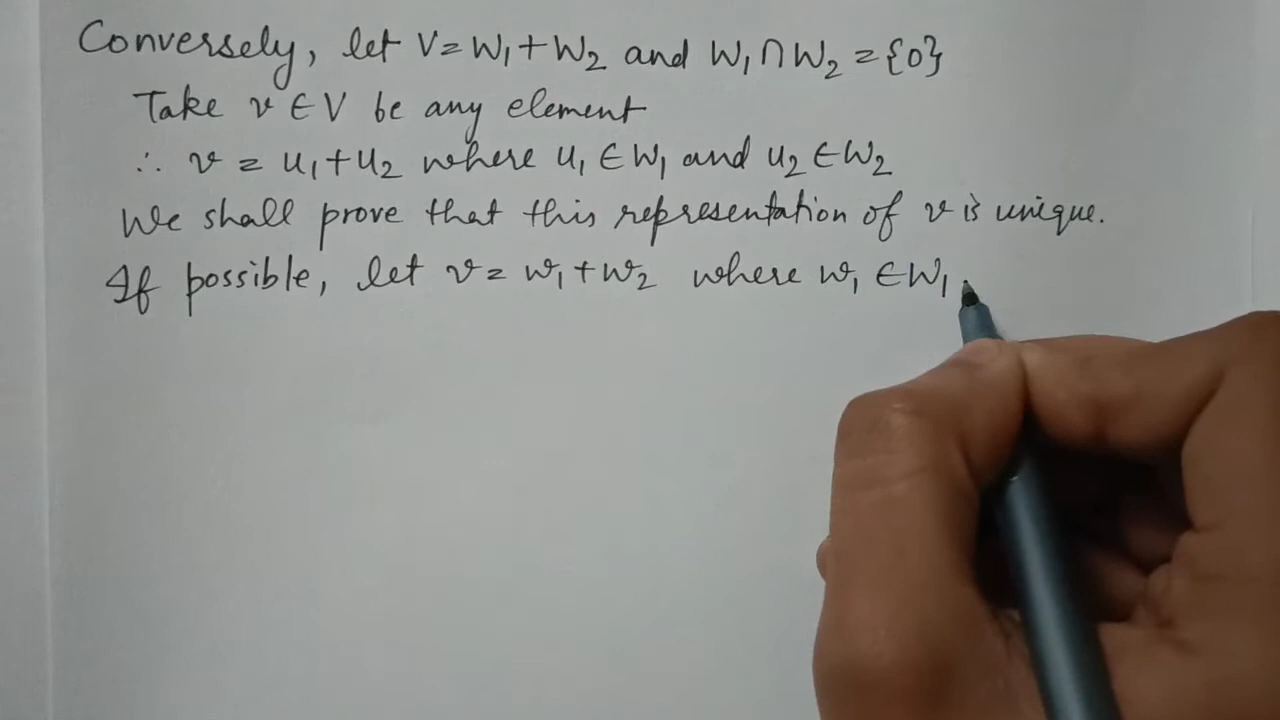 Conversely, let V=W₁+W₂ and W₁∩W₂={0}
Take v∈V be any element
∴ v = u₁+u₂ where u₁∈W₁ and u₂∈W₂
We shall prove that this representation of v is unique.
If possible, let v= w₁+w₂ where w₁∈W₁